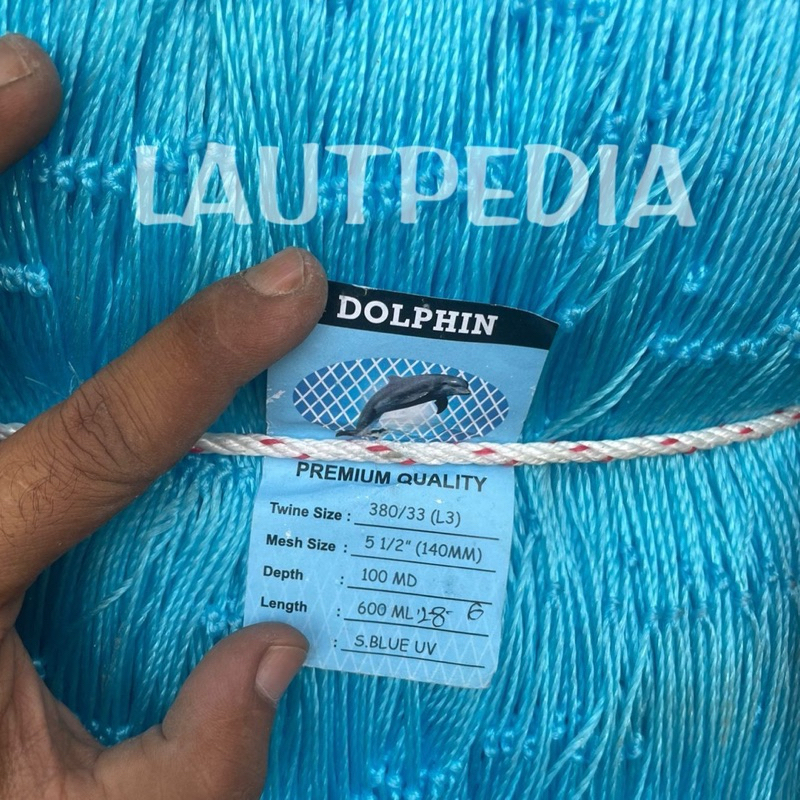 LAUTPEDIA
DOLPHIN
PREMIUM QUALITY
Twine Size : 380/33 (L3)
Mesh Size : 5 1/2" (140MM)
Depth : 100 MD
Length : 600 ML 28- 6
: S.BLUE UV